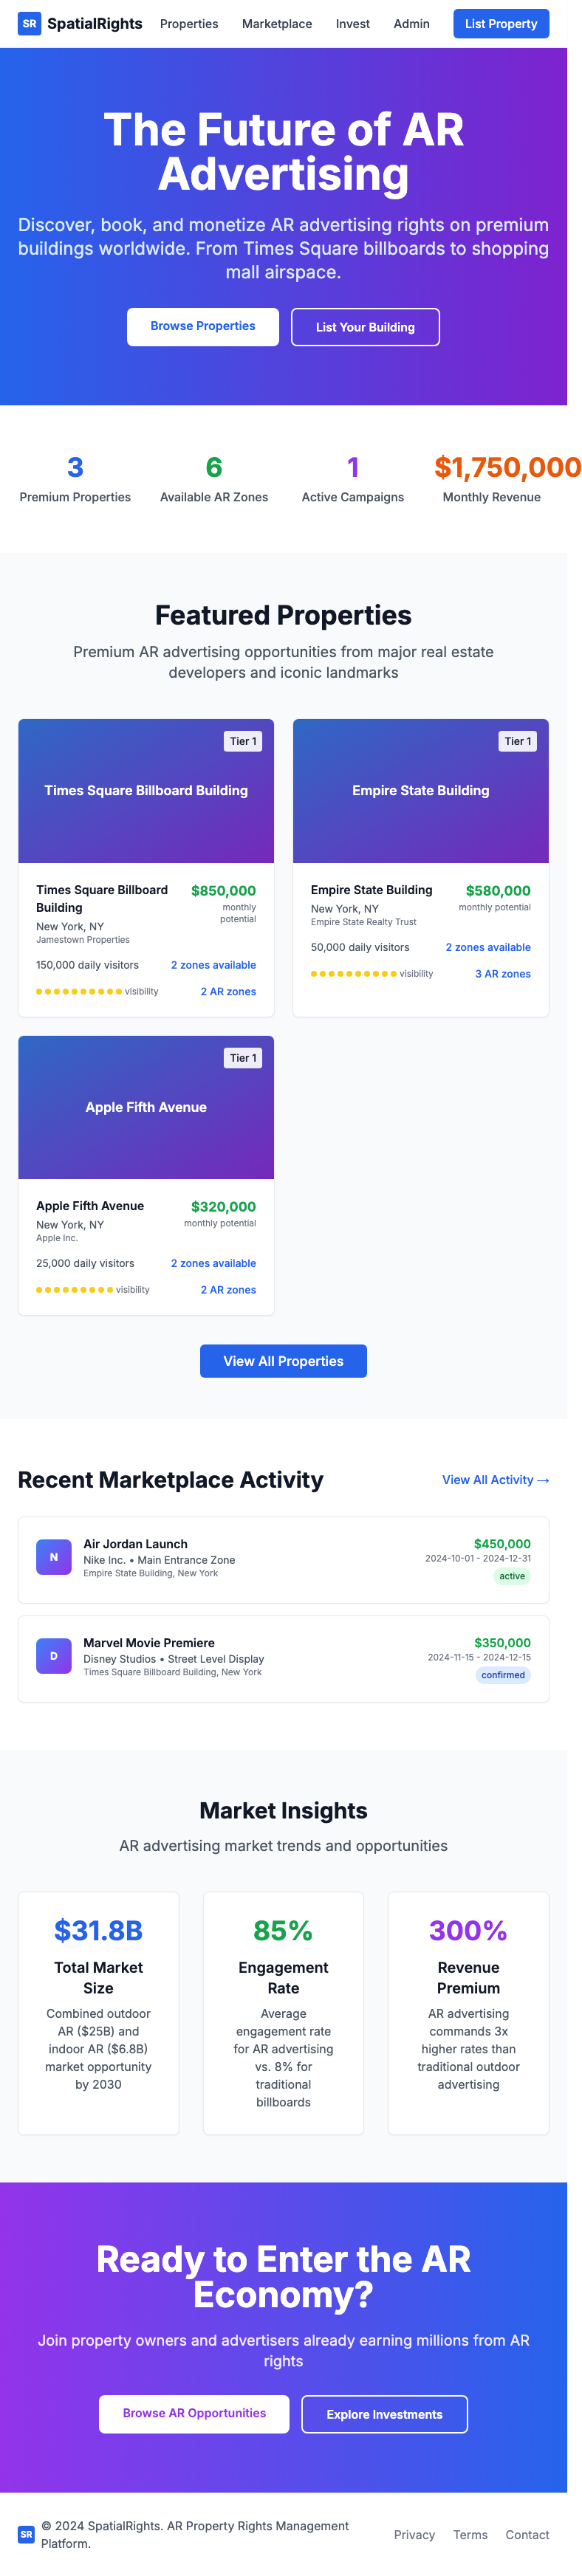 SR SpatialRights Properties Marketplace Invest Admin List Property
The Future of AR
Advertising
Discover, book, and monetize AR advertising rights on premium
buildings worldwide. From Times Square billboards to shopping
mall airspace.
Browse Properties List Your Building
3 6 1 $1,750,000
Premium Properties Available AR Zones Active Campaigns Monthly Revenue
Featured Properties
Premium AR advertising opportunities from major real estate
developers and iconic landmarks
Tier 1
Times Square Billboard Building
Times Square Billboard
Building
$850,000
monthly
potential
New York, NY
Jamestown Properties
150,000 daily visitors 2 zones available
visibility 2 AR zones
Tier 1
Empire State Building
Empire State Building $580,000
New York, NY monthly potential
Empire State Realty Trust
50,000 daily visitors 2 zones available
visibility 3 AR zones
Tier 1
Apple Fifth Avenue
Apple Fifth Avenue $320,000
New York, NY monthly potential
Apple Inc.
25,000 daily visitors 2 zones available
visibility 2 AR zones
View All Properties
Recent Marketplace Activity View All Activity →
N
Air Jordan Launch $450,000
Nike Inc. • Main Entrance Zone 2024-10-01 - 2024-12-31
Empire State Building, New York active
D
Marvel Movie Premiere $350,000
Disney Studios • Street Level Display 2024-11-15 - 2024-12-15
Times Square Billboard Building, New York confirmed
Market Insights
AR advertising market trends and opportunities
$31.8B
Total Market
Size
Combined outdoor
AR ($25B) and
indoor AR ($6.8B)
market opportunity
by 2030
85%
Engagement
Rate
Average
engagement rate
for AR advertising
vs. 8% for
traditional
billboards
300%
Revenue
Premium
AR advertising
commands 3x
higher rates than
traditional outdoor
advertising
Ready to Enter the AR
Economy?
Join property owners and advertisers already earning millions from AR
rights
Browse AR Opportunities Explore Investments
SR © 2024 SpatialRights. AR Property Rights Management
Platform.
Privacy Terms Contact